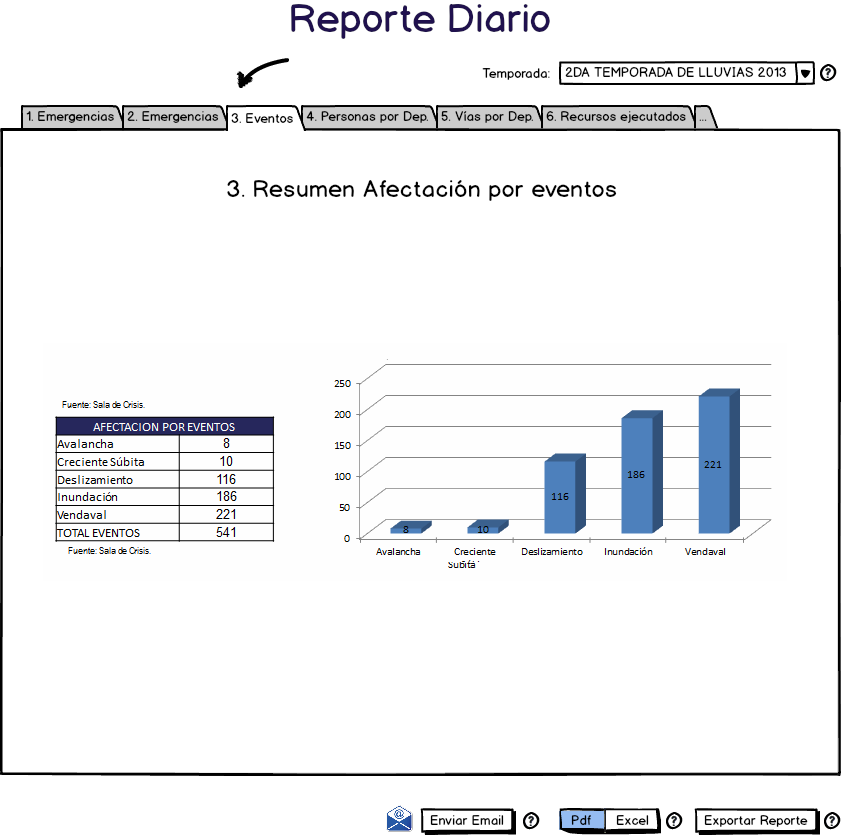 Reporte Diario
Temporada: 2DA TEMPORADA DE LLUVIAS 2013 ?
1. Emergencias 2. Emergencias 3. Eventos 4. Personas por Dep. 5. Vías por Dep. 6. Recursos ejecutados ...
3. Resumen Afectación por eventos
Fuente: Sala de Crisis.
AFECTACION POR EVENTOS
Avalancha 8
Creciente Súbita 10
Deslizamiento 116
Inundación 186
Vendaval 221
TOTAL EVENTOS 541
Fuente: Sala de Crisis.
250
200
150
100
50
0
8 10 116 186 221
Avalancha Creciente Deslizamiento Inundación Vendaval
Súbita
@ Enviar Email ? Pdf Excel ? Exportar Reporte ?